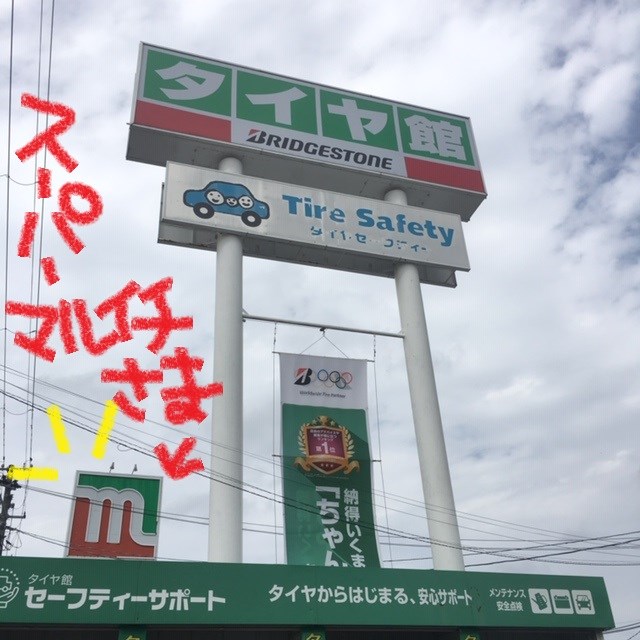 タイヤ館
BRIDGESTONE
Tire Safety
タイヤセーフティー
スーパー
マルイチ
さま
m
B
第1位
納得いくま
「ちゃん
タイヤ館
セーフティーサポート
タイヤからはじまる、安心サポート
メンテナンス
安全点検